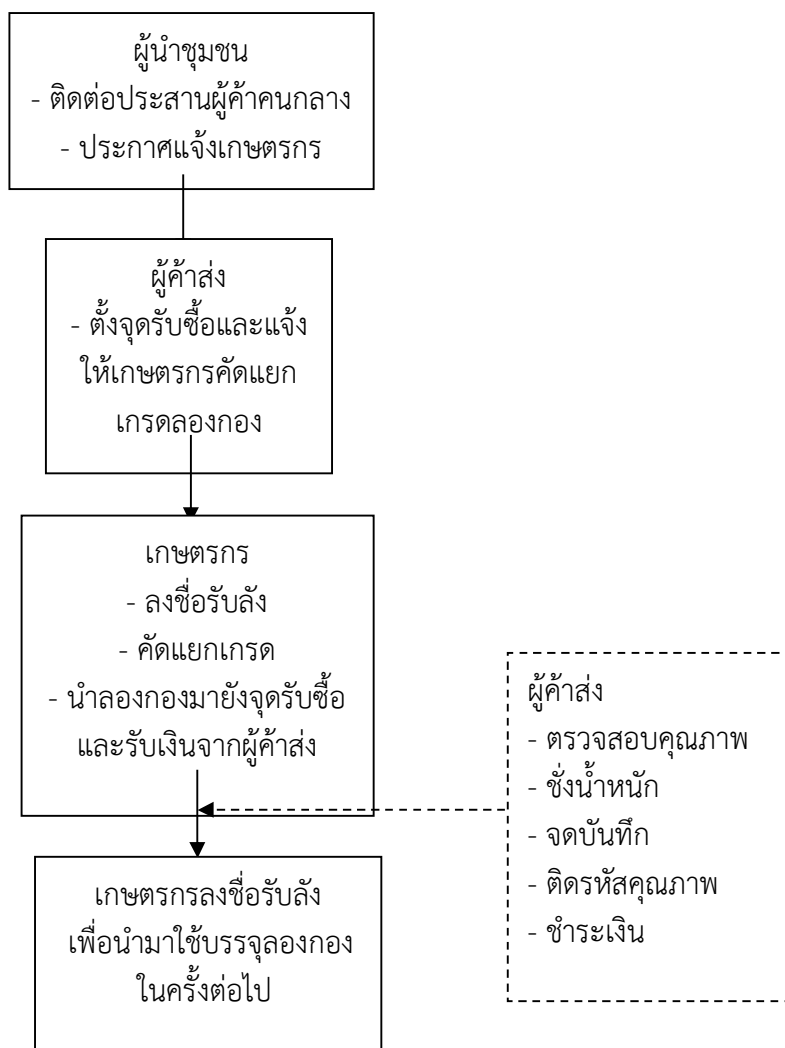 ผู้นำชุมชน
- ติดต่อประสานผู้ค้าคนกลาง
- ประกาศแจ้งเกษตรกร
ผู้ค้าส่ง
- ตั้งจุดรับซื้อและแจ้ง
ให้เกษตรกรคัดแยก
เกรดลองกอง
เกษตรกร
- ลงชื่อรับลัง
- คัดแยกเกรด
- นำลองกองมายังจุดรับซื้อ
และรับเงินจากผู้ค้าส่ง
ผู้ค้าส่ง
- ตรวจสอบคุณภาพ
- ชั่งน้ำหนัก
- จดบันทึก
- ติดรหัสคุณภาพ
- ชำระเงิน
เกษตรกรลงชื่อรับลัง
เพื่อนำมาใช้บรรจุลองกอง
ในครั้งต่อไป